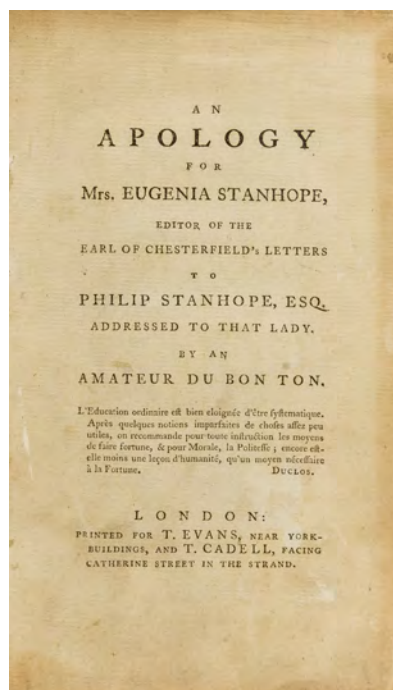 AN
APOLOGY
FOR
Mrs. EUGENIA STANHOPE,
EDITOR OF THE
EARL OF CHESTERFIELD's LETTERS
TO
PHILIP STANHOPE, ESQ.
ADDRESSED TO THAT LADY.
BY AN
AMATEUR DU BON TON.
L'Education ordinaire eſt bien eloignée d'être ſyſtematique.
Après quelques notions imparfaites de choſes aſſez peu
utiles, on recommande pour toute inſtruction les moyens
de faire fortune, & pour Morale, la Politeſſe ; encore eſt-
elle moins une leçon d'humanité, qu'un moyen néceſſaire
à la Fortune. DUCLOS.
LONDON:
PRINTED FOR T. EVANS, NEAR YORK-
BUILDINGS, AND T. CADELL, FACING
CATHERINE STREET IN THE STRAND.